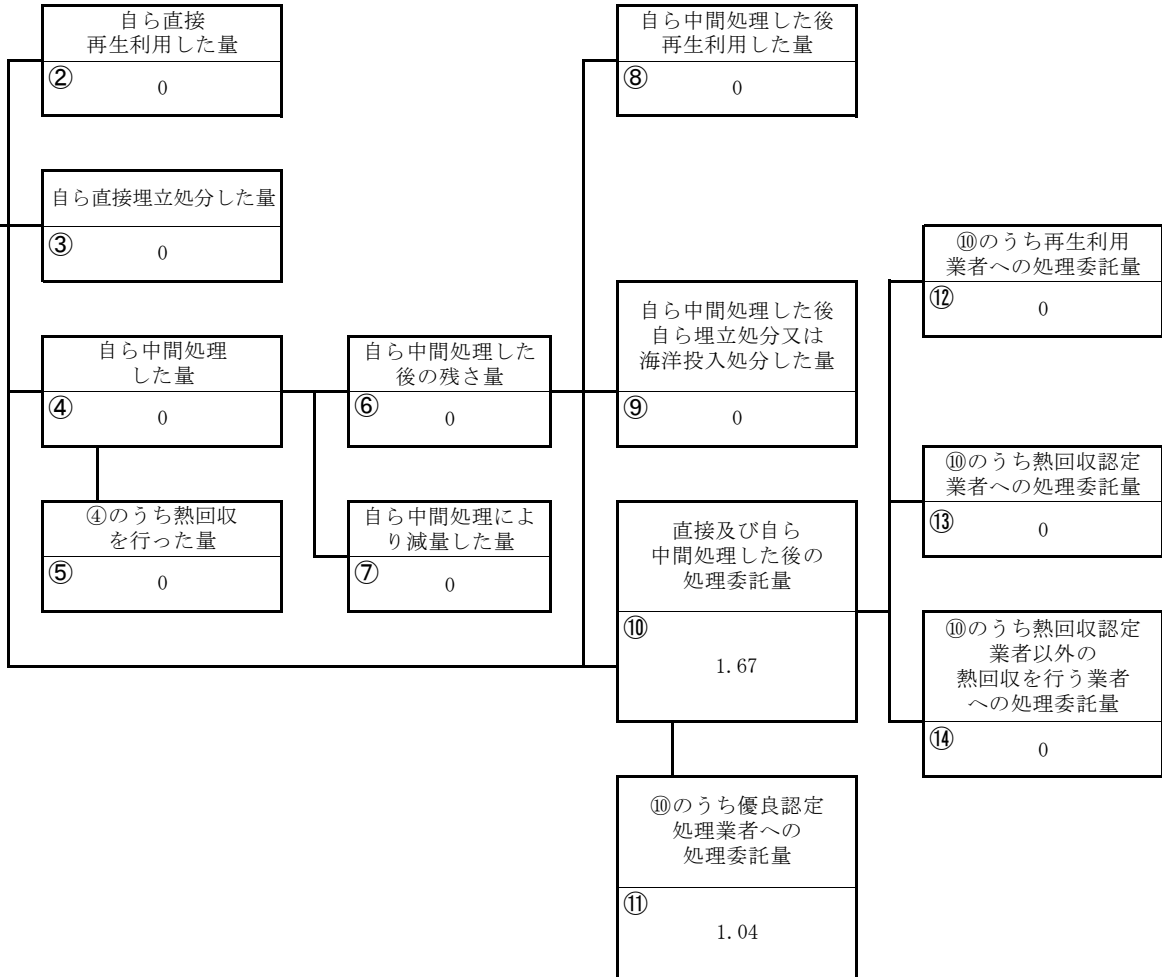 自ら直接
再生利用した量
②
0
自ら直接埋立処分した量
③
0
自ら中間処理
した量
④
0
④のうち熱回収
を行った量
⑤
0
自ら中間処理した
後の残さ量
⑥
0
自ら中間処理によ
り減量した量
⑦
0
自ら中間処理した後
再生利用した量
⑧
0
自ら中間処理した後
自ら埋立処分又は
海洋投入処分した量
⑨
0
直接及び自ら
中間処理した後の
処理委託量
⑩
1.67
⑩のうち優良認定
処理業者への
処理委託量
⑪
1.04
⑩のうち再生利用
業者への処理委託量
⑫
0
⑩のうち熱回収認定
業者への処理委託量
⑬
0
⑩のうち熱回収認定
業者以外の
熱回収を行う業者
への処理委託量
⑭
0